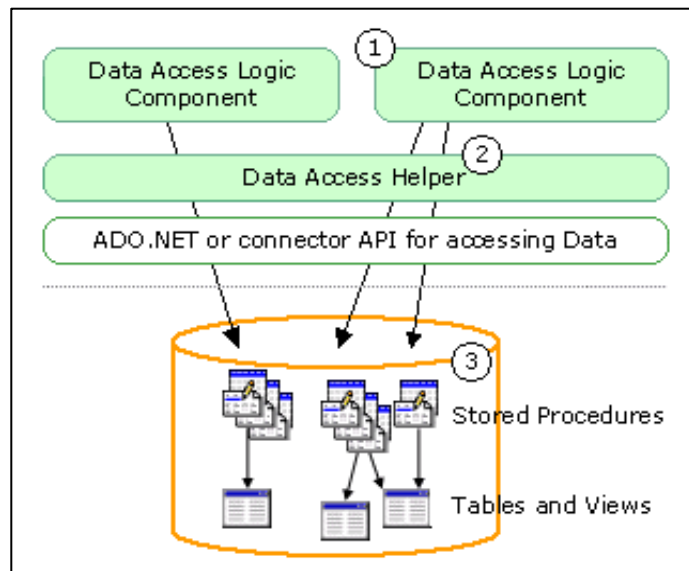 1
Data Access Logic
Component
Data Access Logic
Component
2
Data Access Helper
ADO.NET or connector API for accessing Data
3
Stored Procedures
Tables and Views